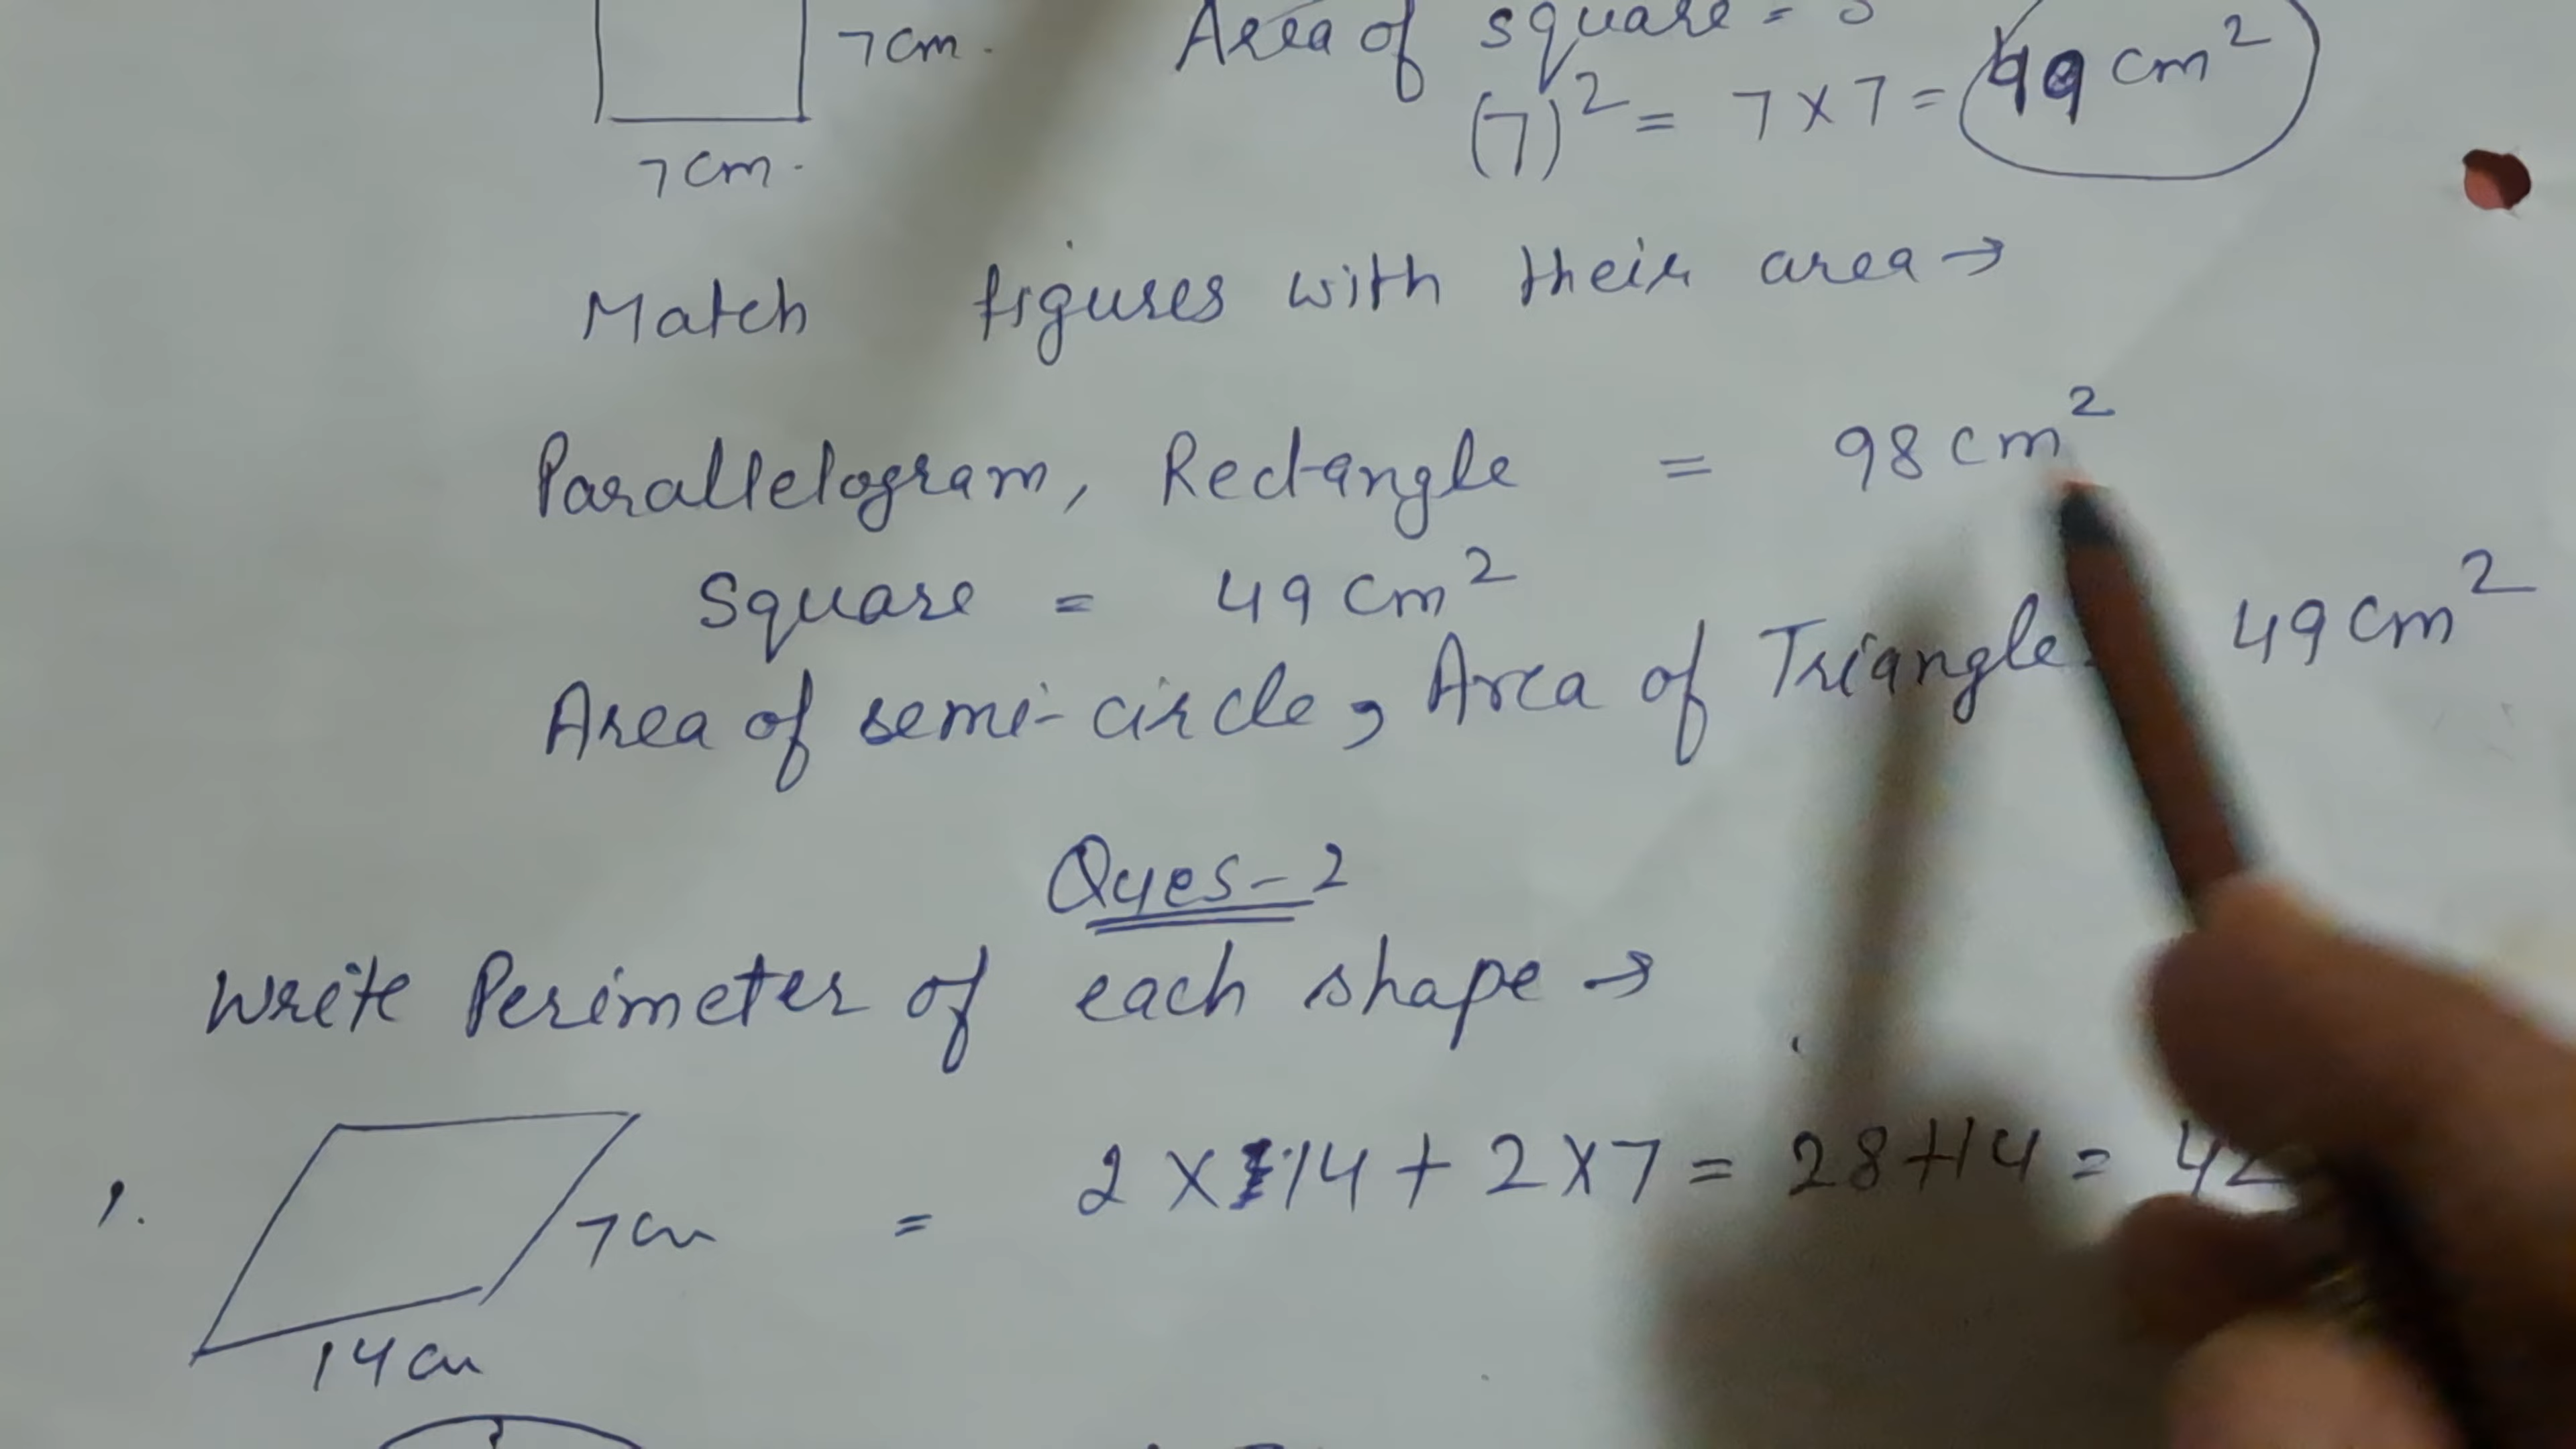 7cm.
Area of square =
7cm.
(7)² = 7×7 = 49 cm²
Match figures with their area →
Parallelogram, Rectangle = 98 cm²
Square = 49 cm²
Area of semi-circle, Area of Triangle 49 cm²
Ques-2
Write Perimeter of each shape →
1.
7cm
= 2 × 14 + 2×7 = 28+14 = 42
14cm